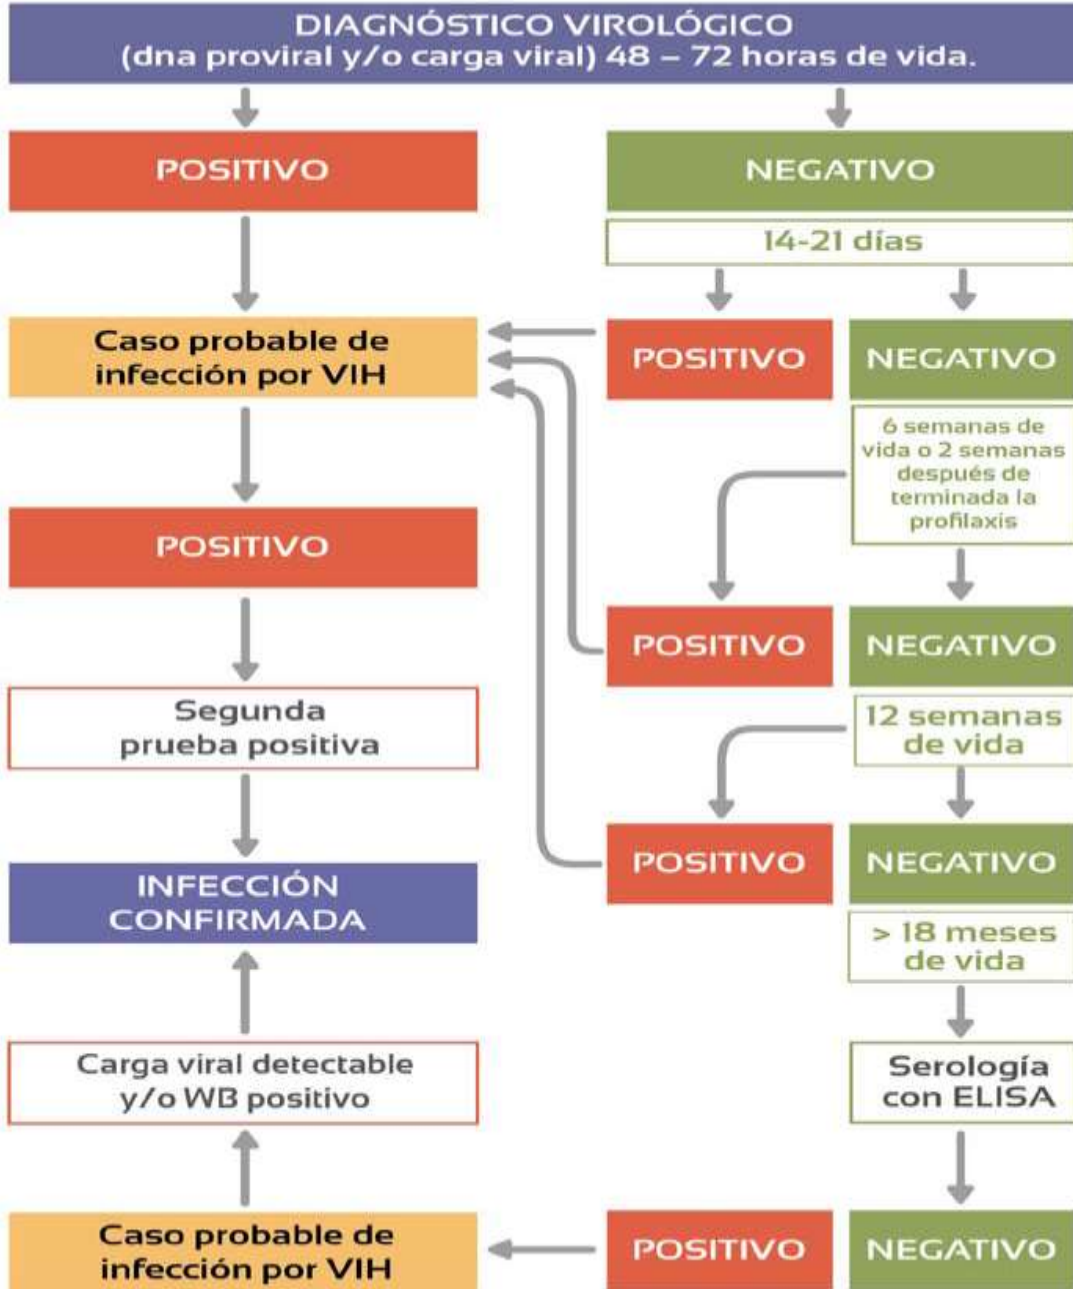 DIAGNÓSTICO VIROLÓGICO
(dna proviral y/o carga viral) 48 – 72 horas de vida.
POSITIVO
NEGATIVO
14-21 días
Caso probable de
infección por VIH
POSITIVO
NEGATIVO
6 semanas de
vida o 2 semanas
después de
terminada la
profilaxis
POSITIVO
POSITIVO
NEGATIVO
Segunda
prueba positiva
12 semanas
de vida
POSITIVO
NEGATIVO
INFECCIÓN
CONFIRMADA
> 18 meses
de vida
Carga viral detectable
y/o WB positivo
Serología
con ELISA
Caso probable de
infección por VIH
POSITIVO
NEGATIVO